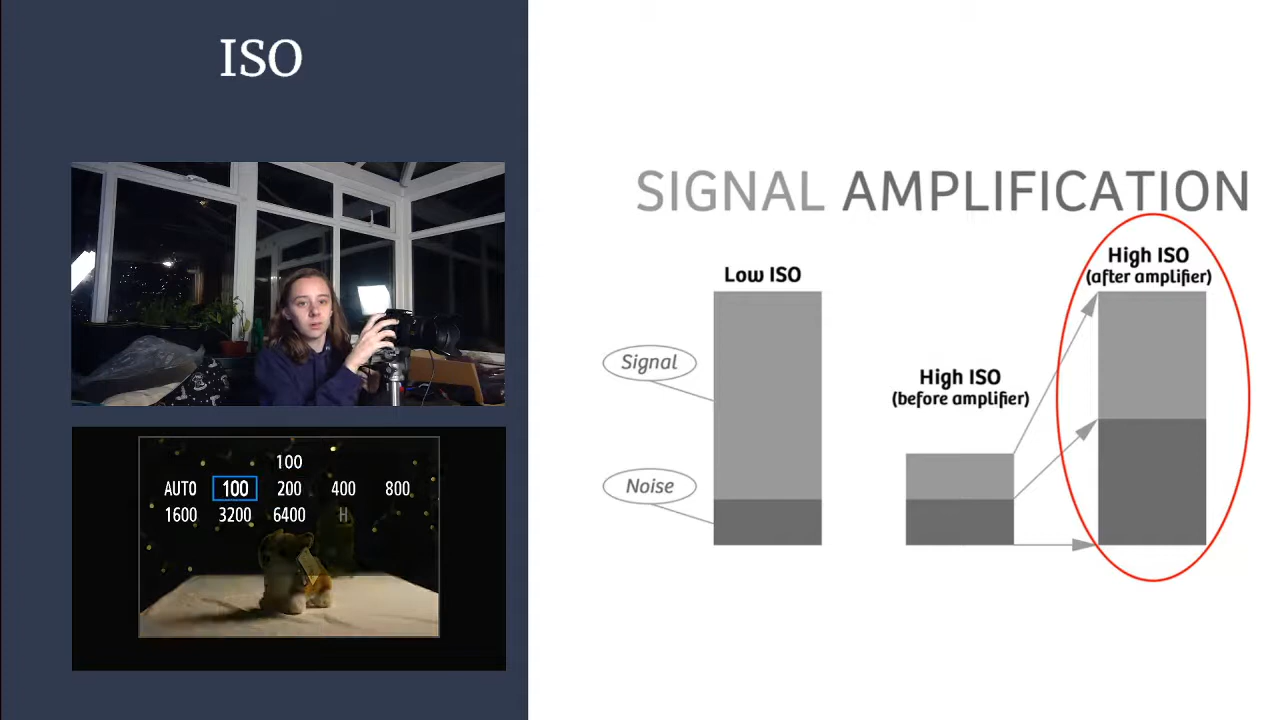 ISO
100
AUTO 100 200 400 800
1600 3200 6400 H
SIGNAL AMPLIFICATION
Low ISO
Signal
Noise
High ISO
(before amplifier)
High ISO
(after amplifier)